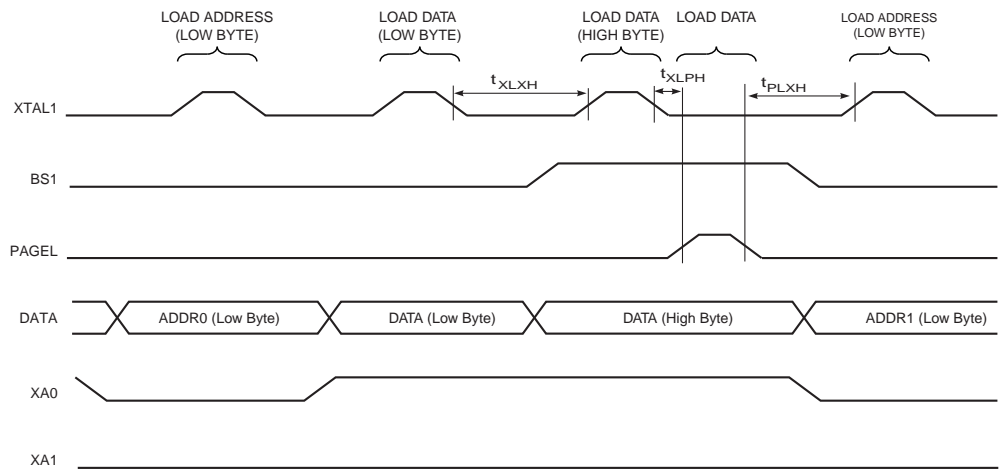 LOAD ADDRESS
(LOW BYTE)
LOAD DATA
(LOW BYTE)
LOAD DATA
(HIGH BYTE)
LOAD DATA
LOAD ADDRESS
(LOW BYTE)
tXLXH
tXLPH
tPLXH
XTAL1
BS1
PAGEL
DATA
ADDR0 (Low Byte)
DATA (Low Byte)
DATA (High Byte)
ADDR1 (Low Byte)
XA0
XA1